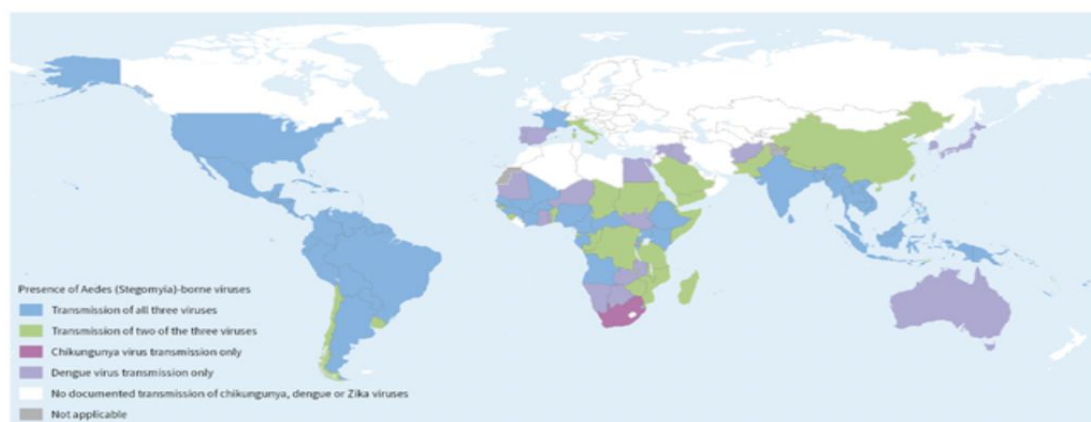 Presence of Aedes (Stegomyia)-borne viruses
Transmission of all three viruses
Transmission of two of the three viruses
Chikungunya virus transmission only
Dengue virus transmission only
No documented transmission of chikungunya, dengue or Zika viruses
Not applicable